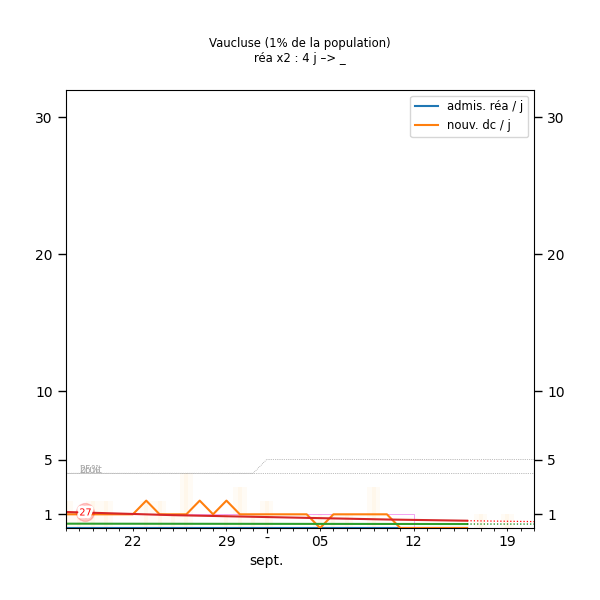 Vaucluse (1% de la population)
réa x2 : 4 j –> _
admis. réa / j
nouv. dc / j
30 30
20 20
10 10
5 5
25%
27
1 1
22 29 - 05 12 19
sept.